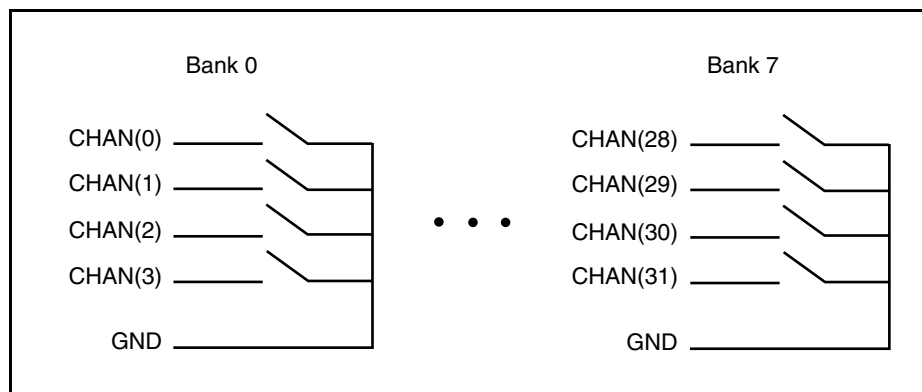 Bank 0
CHAN(0)
CHAN(1)
CHAN(2)
CHAN(3)
GND
Bank 7
CHAN(28)
CHAN(29)
CHAN(30)
CHAN(31)
GND